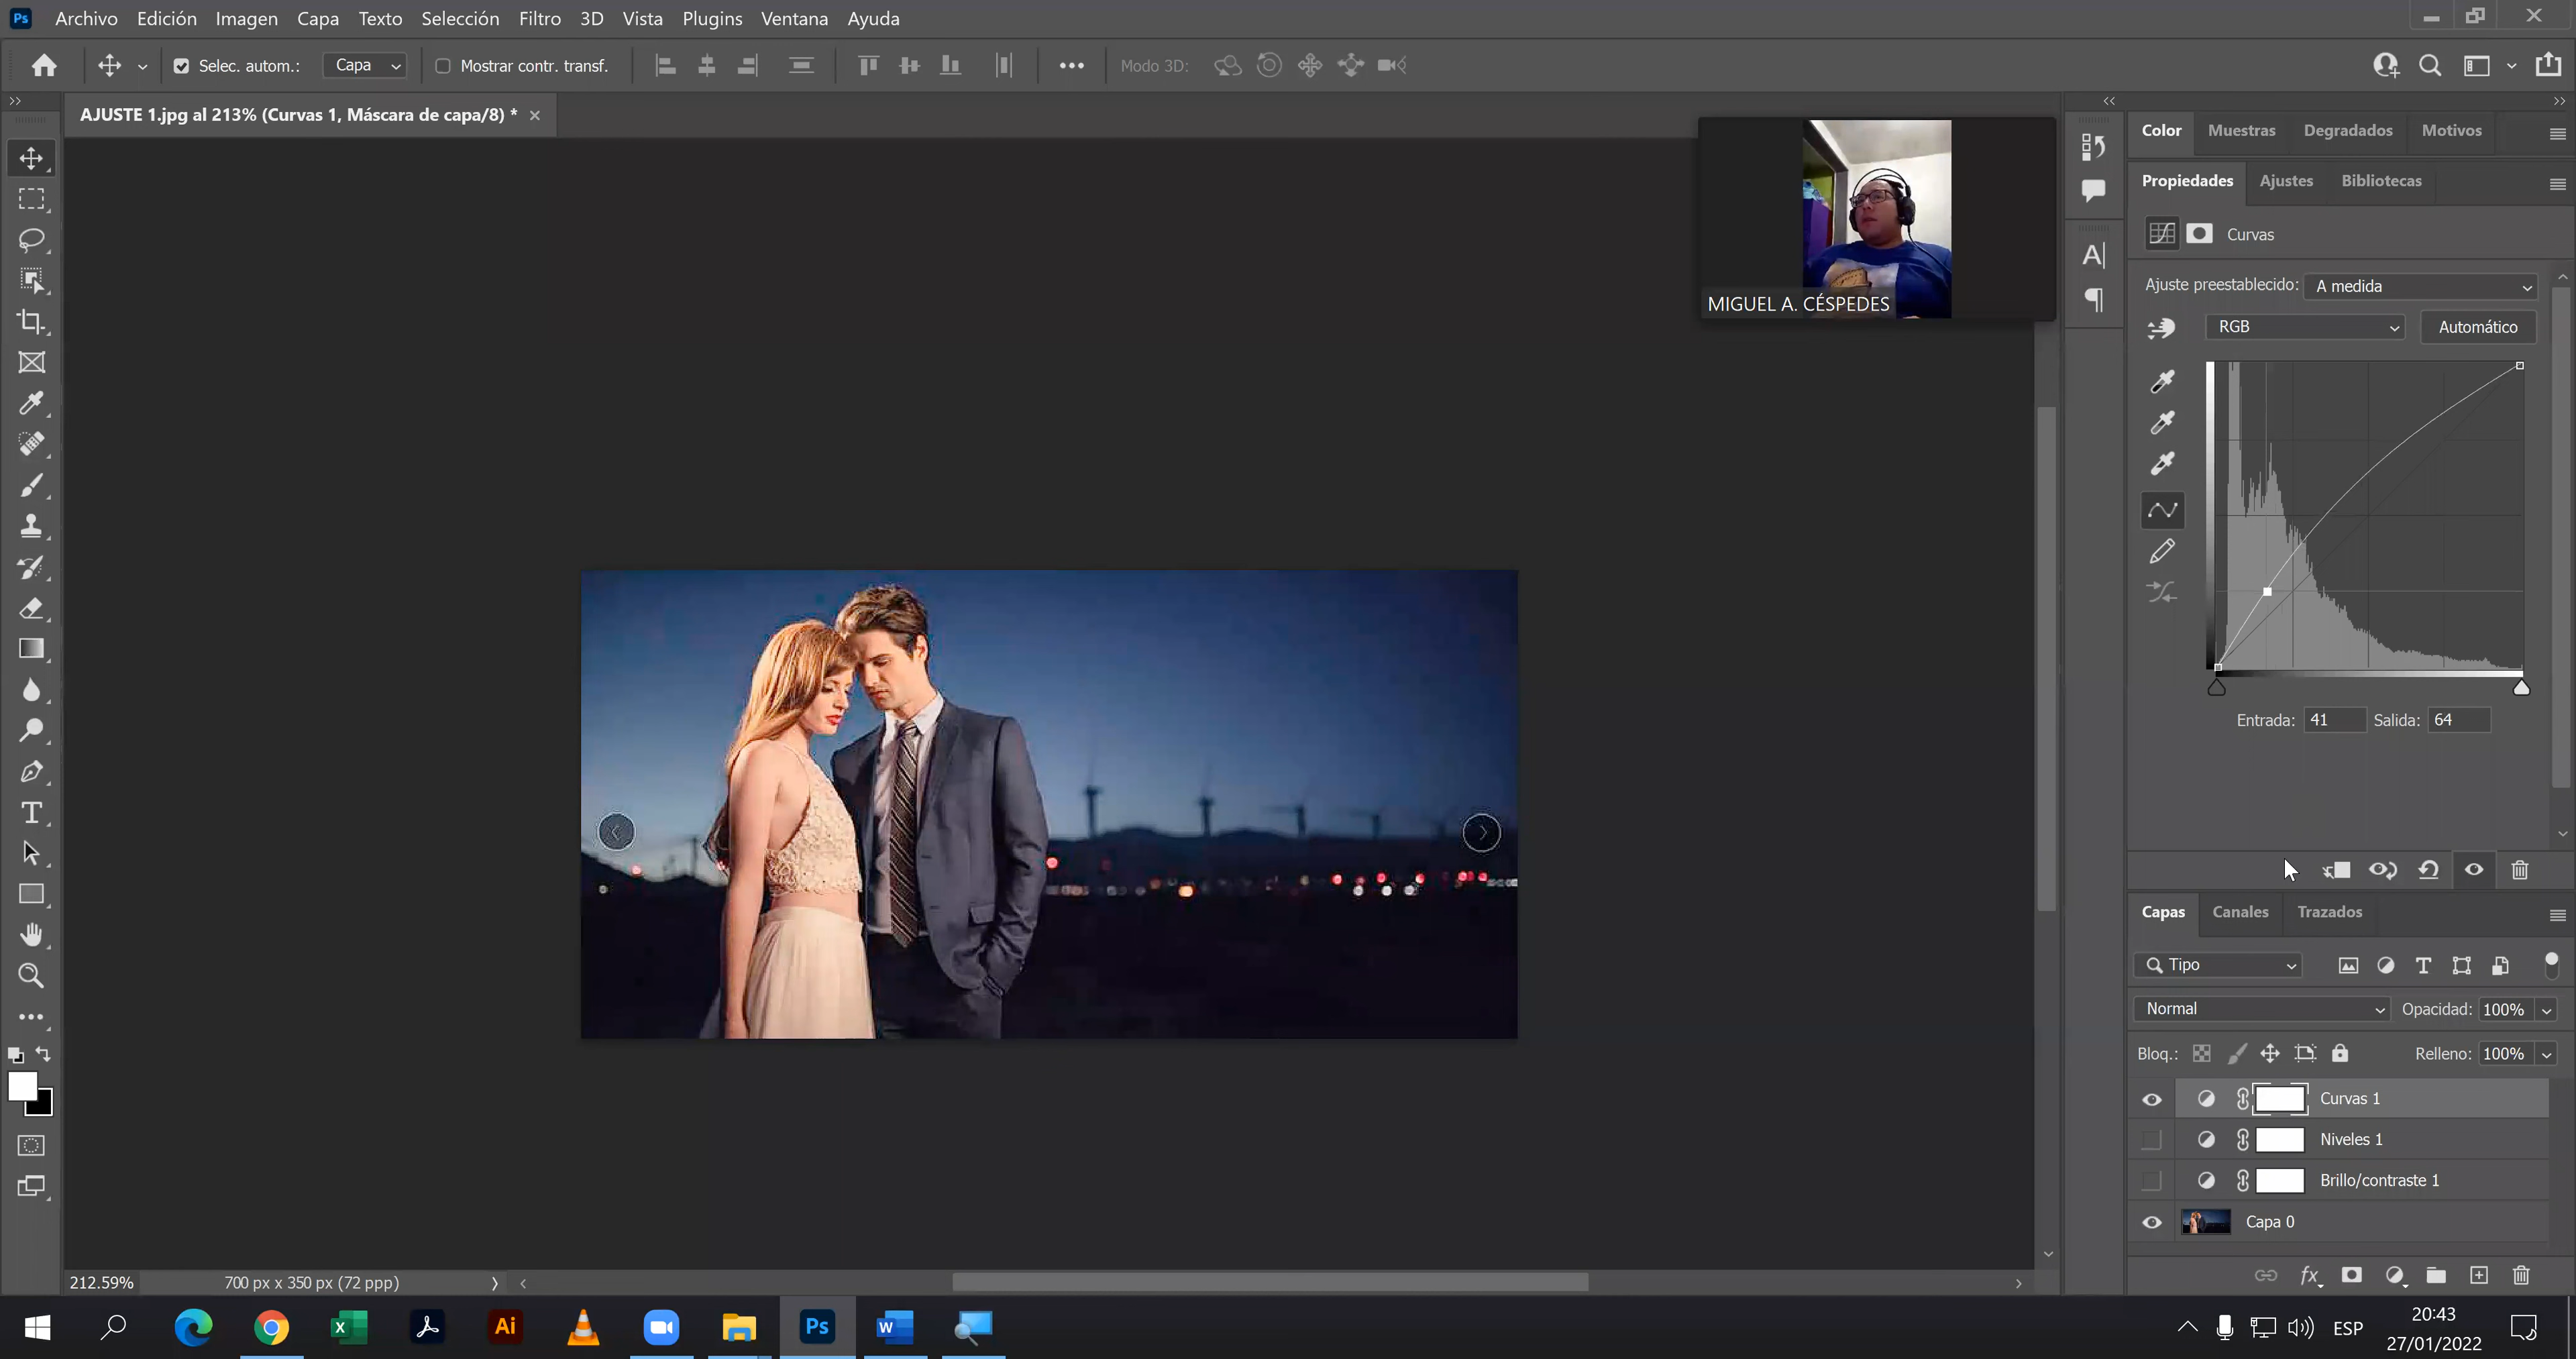 Ps Archivo Edición Imagen Capa Texto Selección Filtro 3D Vista Plugins Ventana Ayuda
Selec. autom.: Capa Mostrar contr. transf. Modo 3D:
AJUSTE 1.jpg al 213% (Curvas 1, Máscara de capa/8) *
MIGUEL A. CÉSPEDES
Color Muestras Degradados Motivos
Propiedades Ajustes Bibliotecas
Curvas
Ajuste preestablecido: A medida
RGB Automático
Entrada: 41 Salida: 64
Capas Canales Trazados
Tipo
Normal Opacidad: 100%
Bloq.: Relleno: 100%
Curvas 1
Niveles 1
Brillo/contraste 1
Capa 0
fx
212.59% 700 px x 350 px (72 ppp)
Ai Ps W ESP 20:43
27/01/2022